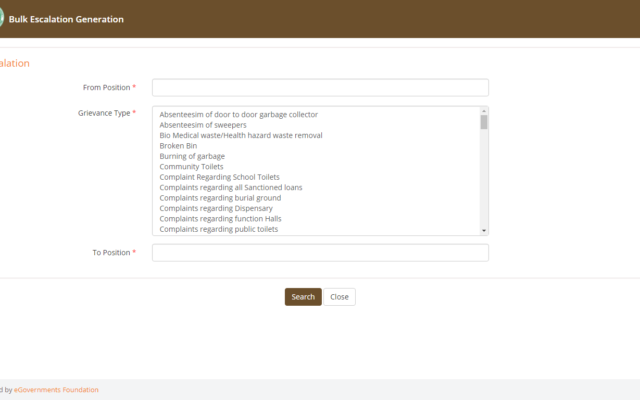 Bulk Escalation Generation
alation
From Position *
Grievance Type *
Absenteesim of door to door garbage collector
Absenteesim of sweepers
Bio Medical waste/Health hazard waste removal
Broken Bin
Burning of garbage
Community Toilets
Complaint Regarding School Toilets
Complaints regarding all Sanctioned loans
Complaints regarding burial ground
Complaints regarding Dispensary
Complaints regarding function Halls
Complaints regarding public toilets
To Position *
Search Close
d by eGovernments Foundation